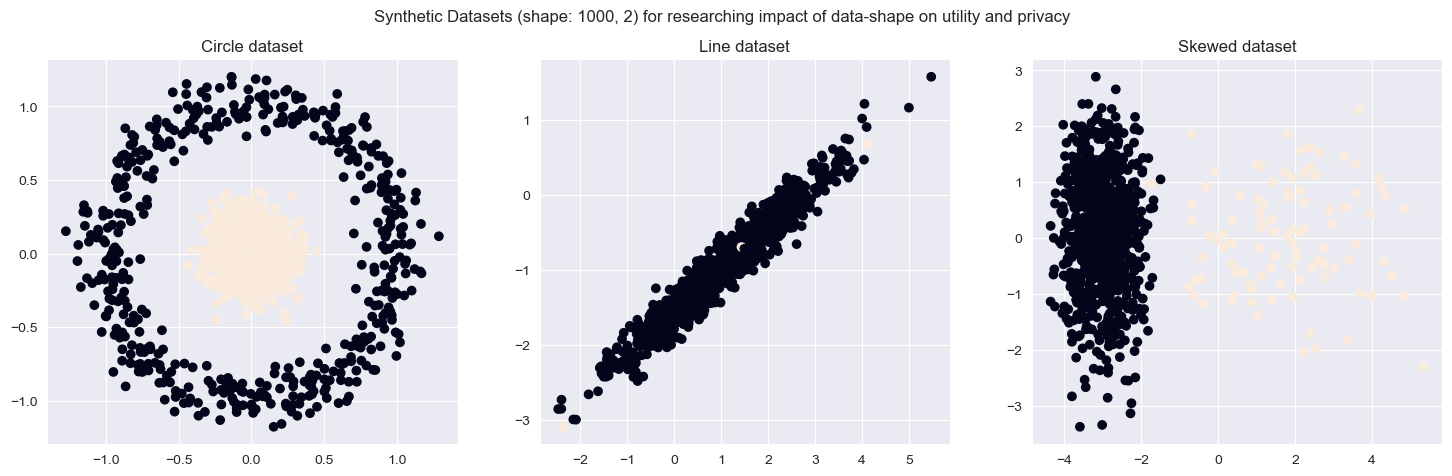 Synthetic Datasets (shape: 1000, 2) for researching impact of data-shape on utility and privacy
Circle dataset
1.0
0.5
0.0
−0.5
−1.0
−1.0 −0.5 0.0 0.5 1.0
Line dataset
1
0
−1
−2
−3
−2 −1 0 1 2 3 4 5
Skewed dataset
3
2
1
0
−1
−2
−3
−4 −2 0 2 4